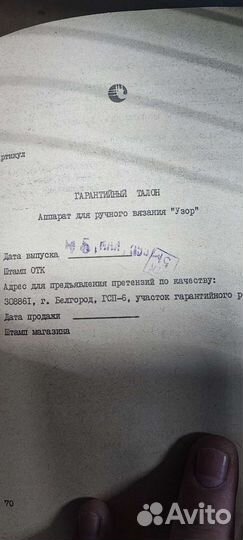 ртикул
ГАРАНТИЙНЫЙ ТАЛОН
Аппарат для ручного вязания "Узор"
Дата выпуска
Штамп ОТК
Адрес для предъявления претензий по качеству:
308861, г. Белгород, ГСП-6, участок гарантийного р
Дата продажи
Штамп магазина
70
Avito